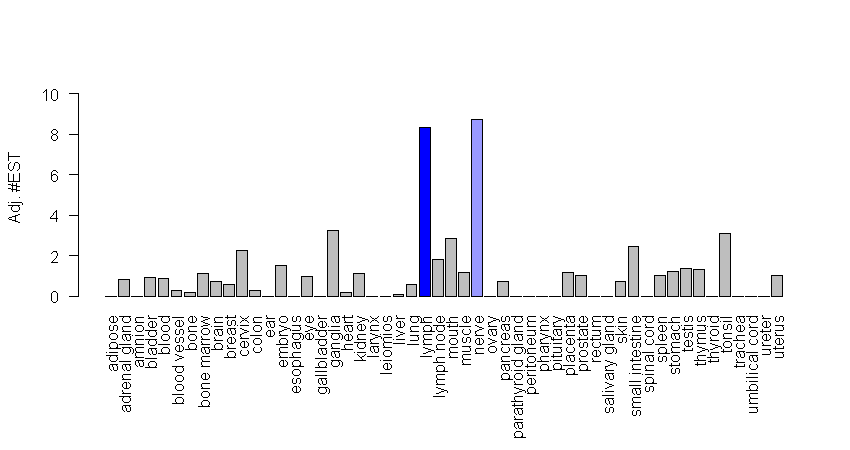 Adj. #EST
10
8
6
4
2
0
adipose
adrenal gland
amnion
bladder
blood
blood vessel
bone
bone marrow
brain
breast
cervix
colon
ear
embryo
esophagus
eye
gallbladder
ganglia
heart
kidney
larynx
leiomios
liver
lung
lymph
lymph node
mouth
muscle
nerve
ovary
pancreas
parathyroid gland
peritoneum
pharynx
pituitary
placenta
prostate
rectum
salivary gland
skin
small intestine
spinal cord
spleen
stomach
testis
thymus
thyroid
tonsil
trachea
umbilical cord
ureter
uterus